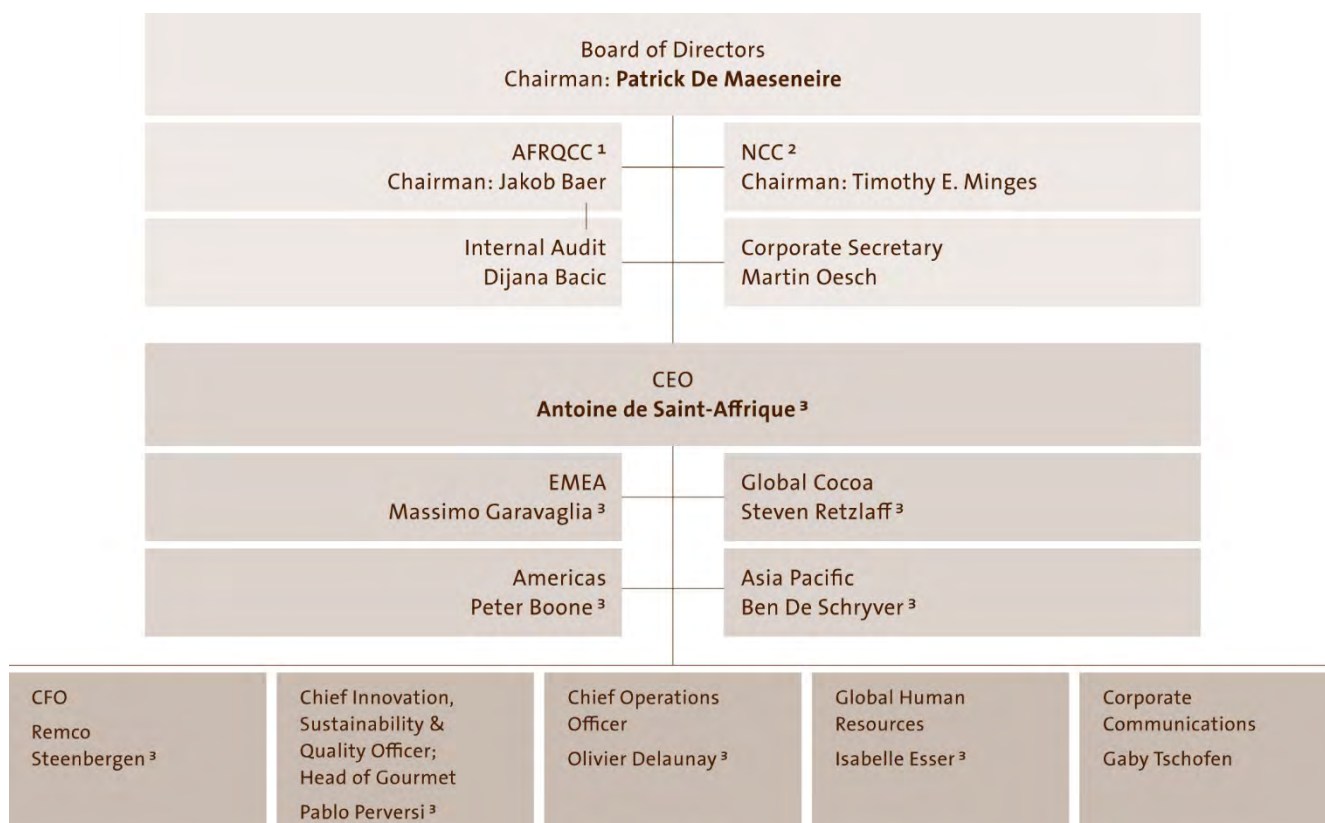 Board of Directors
Chairman: Patrick De Maeseneire
AFRQCC ¹
Chairman: Jakob Baer
NCC ²
Chairman: Timothy E. Minges
Internal Audit
Dijana Bacic
Corporate Secretary
Martin Oesch
CEO
Antoine de Saint-Affrique ³
EMEA
Massimo Garavaglia ³
Global Cocoa
Steven Retzlaff ³
Americas
Peter Boone ³
Asia Pacific
Ben De Schryver ³
CFO
Remco
Steenbergen ³
Chief Innovation,
Sustainability &
Quality Officer;
Head of Gourmet
Pablo Perversi ³
Chief Operations
Officer
Olivier Delaunay ³
Global Human
Resources
Isabelle Esser ³
Corporate
Communications
Gaby Tschofen